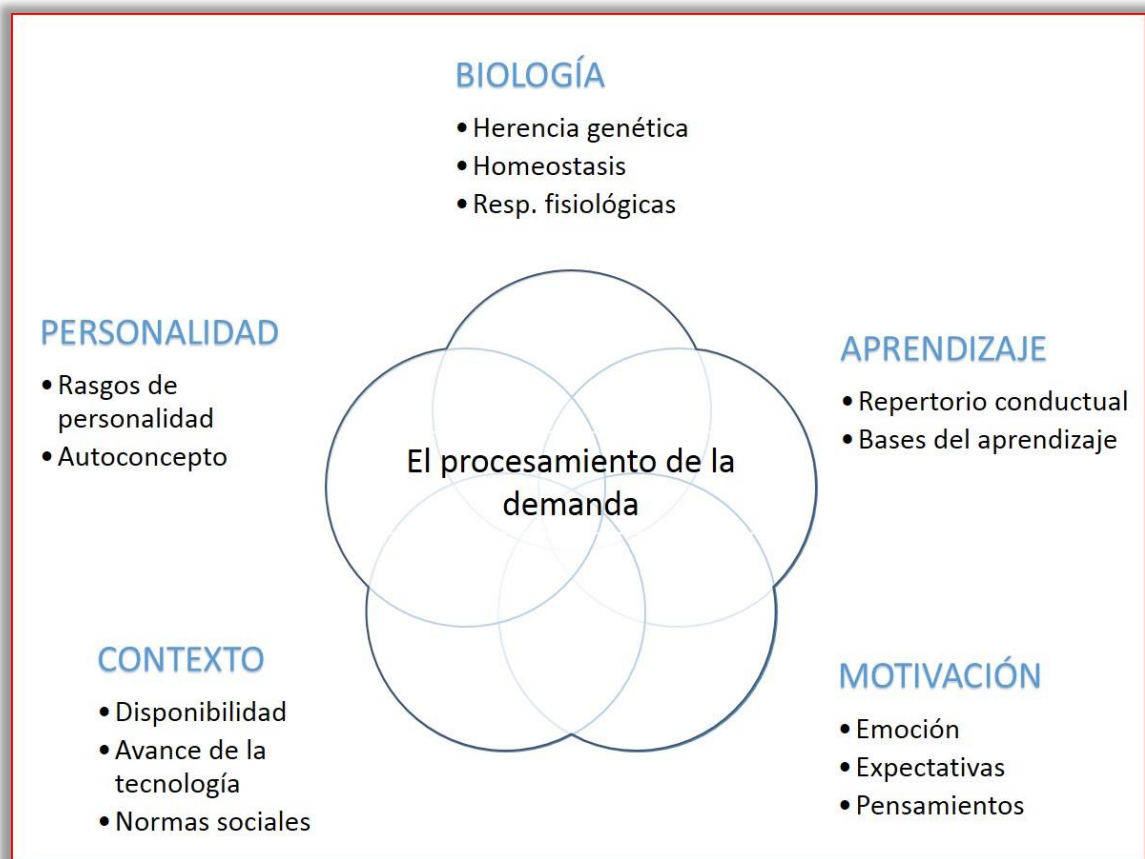 BIOLOGÍA
• Herencia genética
• Homeostasis
• Resp. fisiológicas
PERSONALIDAD
• Rasgos de
personalidad
• Autoconcepto
APRENDIZAJE
• Repertorio conductual
• Bases del aprendizaje
El procesamiento de la
demanda
CONTEXTO
• Disponibilidad
• Avance de la
tecnología
• Normas sociales
MOTIVACIÓN
• Emoción
• Expectativas
• Pensamientos